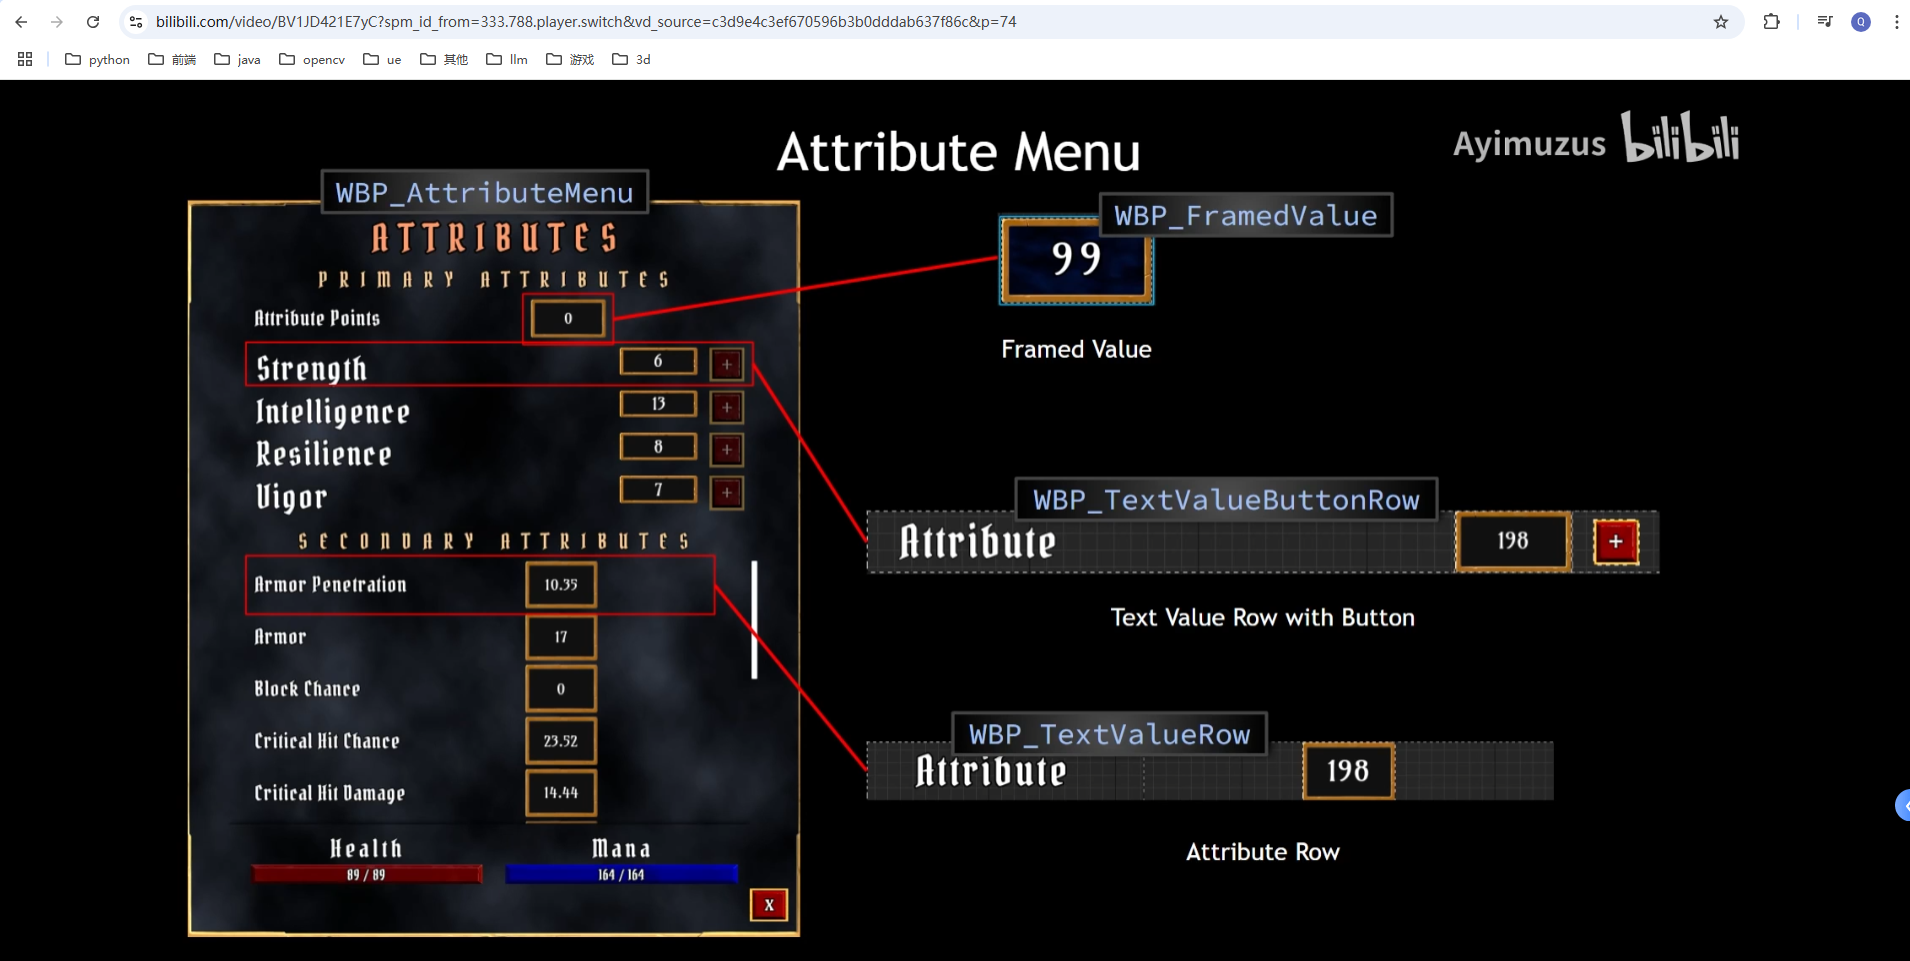 bilibili.com/video/BV1JD421E7yC?spm_id_from=333.788.player.switch&vd_source=c3d9e4c3ef670596b3b0dddab637f86c&p=74
Q
python
前端
java
opencv
ue
其他
llm
游戏
3d
Attribute Menu
Ayimuzus bilibili
WBP_AttributeMenu
ATTRIBUTES
PRIMARY ATTRIBUTES
Attribute Points 0
Strength 6 +
Intelligence 13 +
Resilience 8 +
Vigor 7 +
SECONDARY ATTRIBUTES
Armor Penetration 10.35
Armor 17
Block Chance 0
Critical Hit Chance 23.52
Critical Hit Damage 14.44
Health Mana
89 / 89 164 / 164
X
WBP_FramedValue
99
Framed Value
WBP_TextValueButtonRow
Attribute 198 +
Text Value Row with Button
WBP_TextValueRow
Attribute 198
Attribute Row